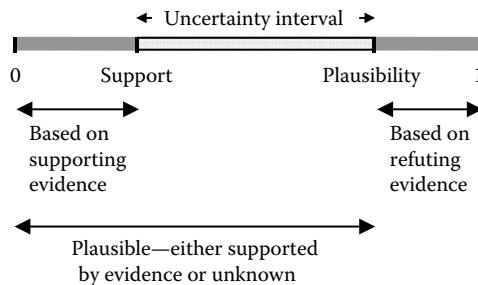 Uncertainty interval
0 Support Plausibility 1
Based on
supporting
evidence
Based on
refuting
evidence
Plausible—either supported
by evidence or unknown